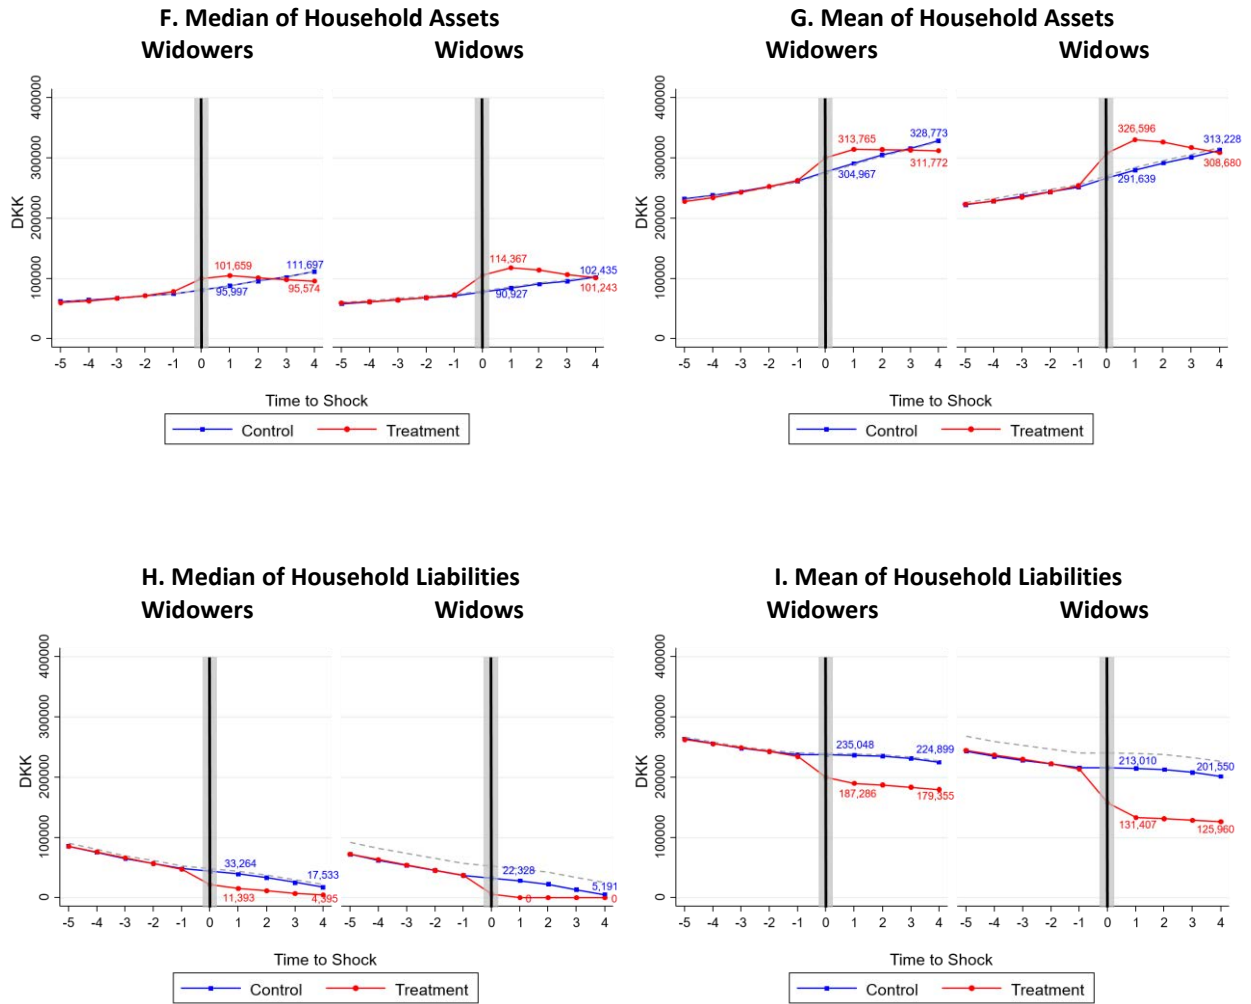 F. Median of Household Assets
Widowers Widows
DKK
400000
300000
200000
100000
0
101,659
95,997
111,697
95,574
114,367
90,927
102,435
101,243
-5 -4 -3 -2 -1 0 1 2 3 4 -5 -4 -3 -2 -1 0 1 2 3 4
Time to Shock
Control Treatment
G. Mean of Household Assets
Widowers Widows
DKK
400000
300000
200000
100000
0
313,765
304,967
328,773
311,772
326,596
291,639
313,228
308,680
-5 -4 -3 -2 -1 0 1 2 3 4 -5 -4 -3 -2 -1 0 1 2 3 4
Time to Shock
Control Treatment
H. Median of Household Liabilities
Widowers Widows
DKK
400000
300000
200000
100000
0
33,264
11,393
17,533
4,395
22,328
0
5,191
0
-5 -4 -3 -2 -1 0 1 2 3 4 -5 -4 -3 -2 -1 0 1 2 3 4
Time to Shock
Control Treatment
I. Mean of Household Liabilities
Widowers Widows
DKK
400000
300000
200000
100000
0
235,048
187,286
224,899
179,355
213,010
131,407
201,550
125,960
-5 -4 -3 -2 -1 0 1 2 3 4 -5 -4 -3 -2 -1 0 1 2 3 4
Time to Shock
Control Treatment